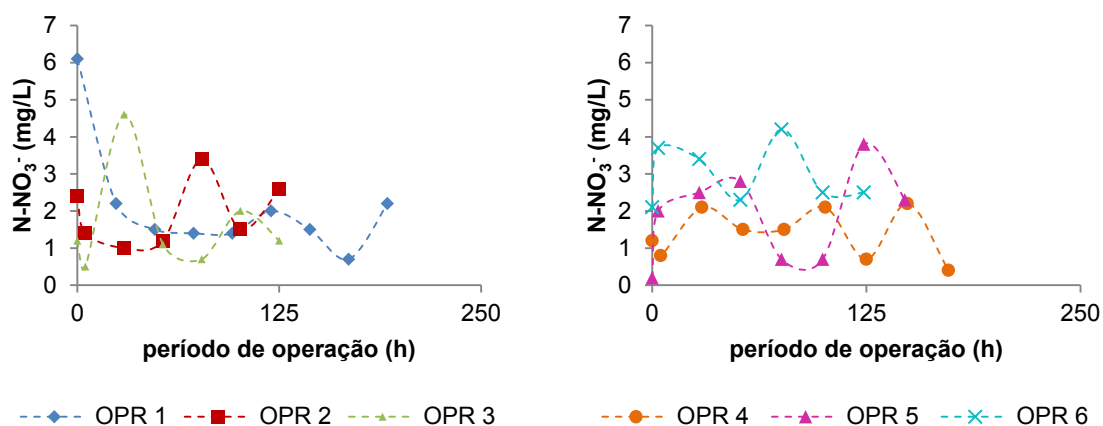 7
6
5
4
3
2
1
0
N-NO₃⁻ (mg/L)
0 125 250
período de operação (h)
OPR 1 OPR 2 OPR 3
7
6
5
4
3
2
1
0
N-NO₃⁻ (mg/L)
0 125 250
período de operação (h)
OPR 4 OPR 5 OPR 6